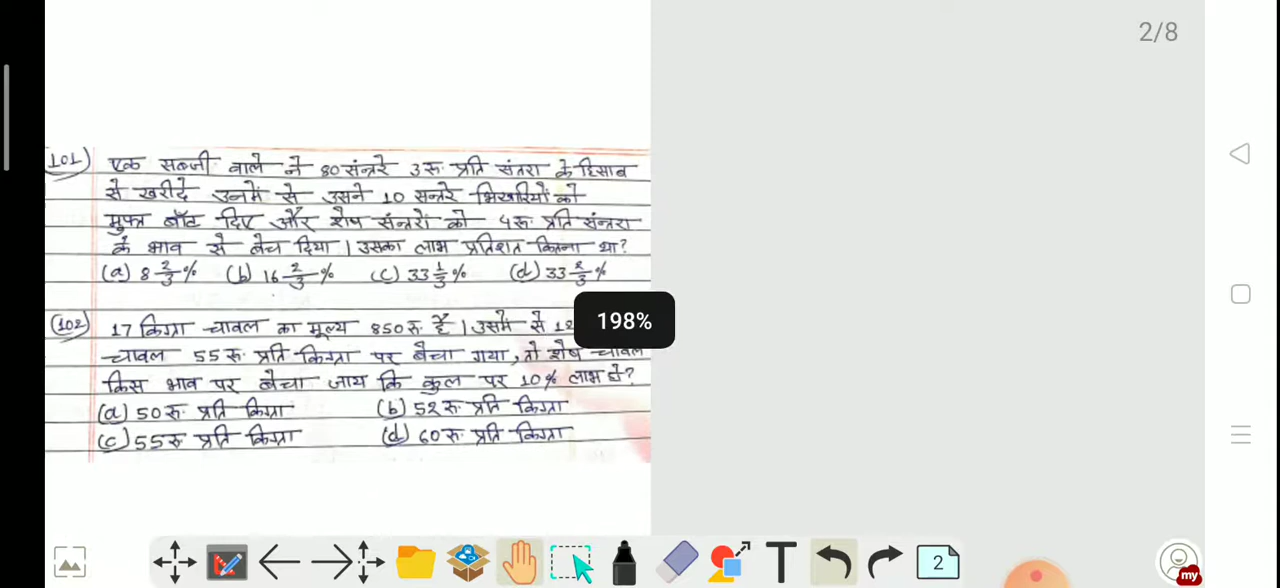 2/8
101) एक सब्जी वाले ने 80 संन्तरे 3 रू. प्रति संतरा के हिसाब
से खरीदे उनमें से उसने 10 सन्तरे भिखारियों को
मुफ्त बाँट दिए और शेष संन्तरों को 4 रू. प्रति संन्तरा
के भाव से बेच दिया। उसका लाभ प्रतिशत कितना था?
(a) 8 2/3 % (b) 16 2/3 % (c) 33 1/3 % (d) 33 2/3 %
102) 17 किग्रा चावल का मूल्य 850 रू. है। उसमें से
198%
चावल 55 रू. प्रति किग्रा पर बेचा गया, तो शेष चावल
किस भाव पर बेचा जाय कि कुल पर 10% लाभ हो?
(a) 50 रू. प्रति किग्रा (b) 52 रू. प्रति किग्रा
(c) 55 रू. प्रति किग्रा (d) 60 रू. प्रति किग्रा
T
2
my